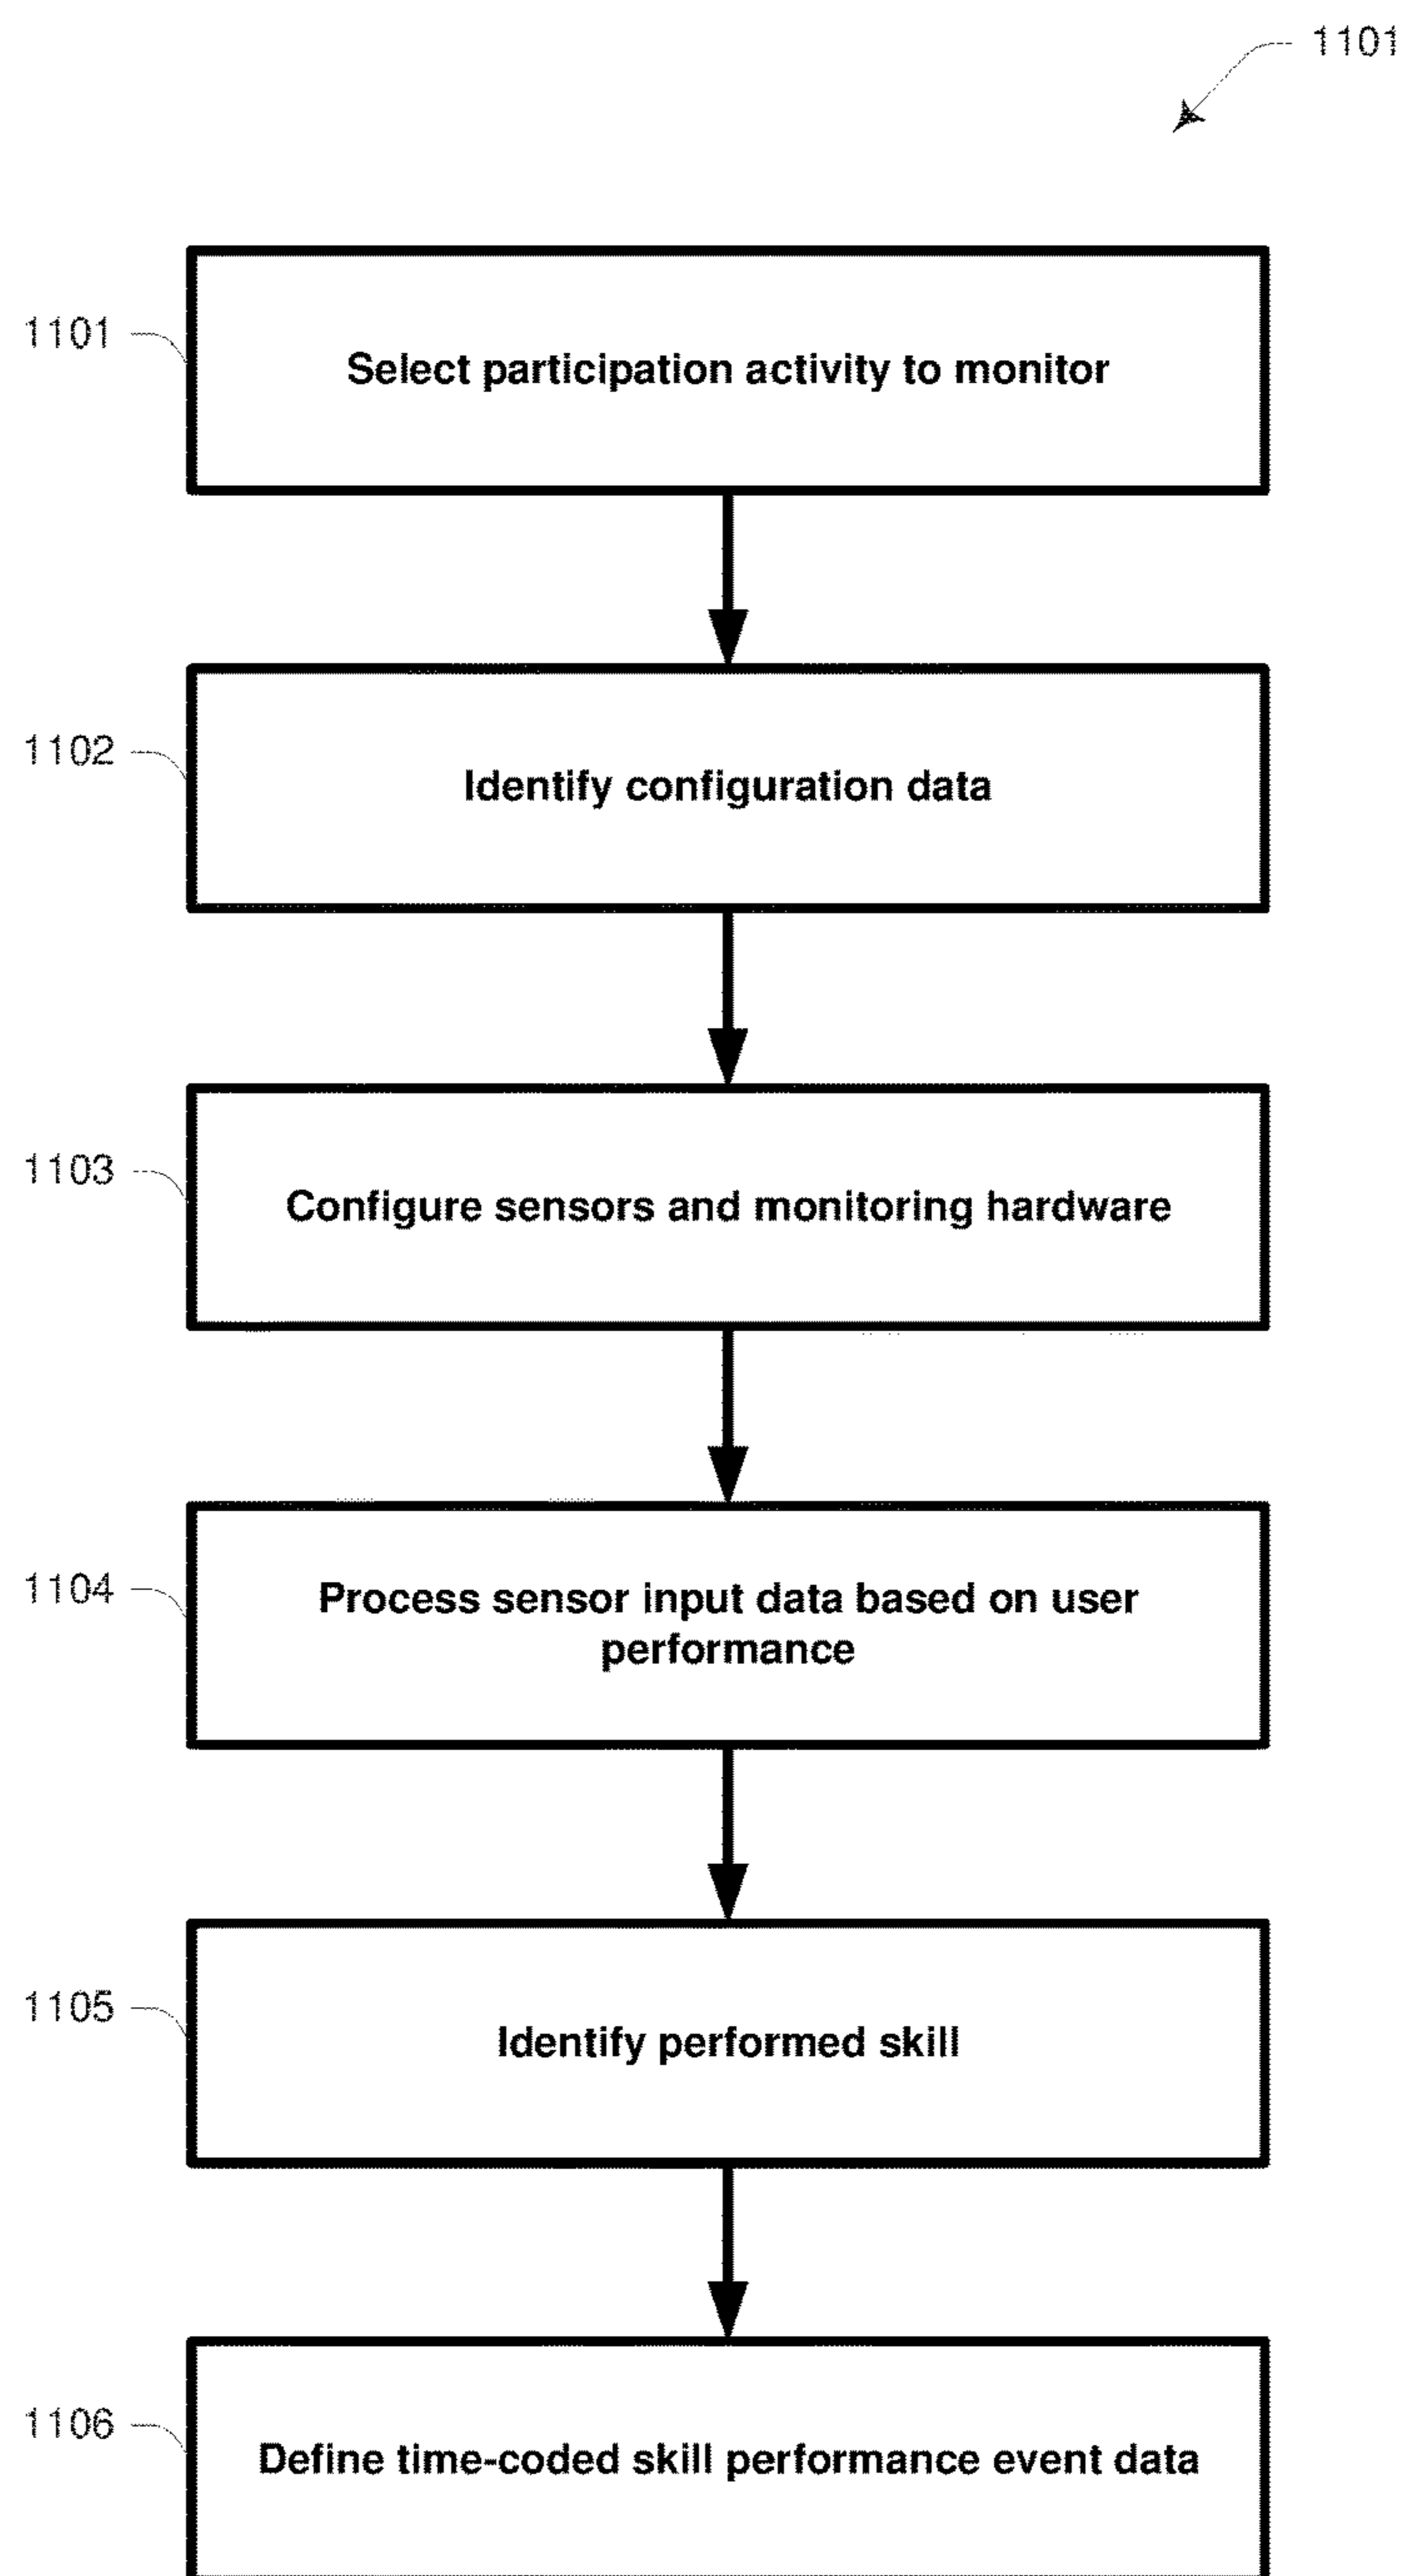 1101
1101
Select participation activity to monitor
1102
Identify configuration data
1103
Configure sensors and monitoring hardware
1104
Process sensor input data based on user
performance
1105
Identify performed skill
1106
Define time-coded skill performance event data